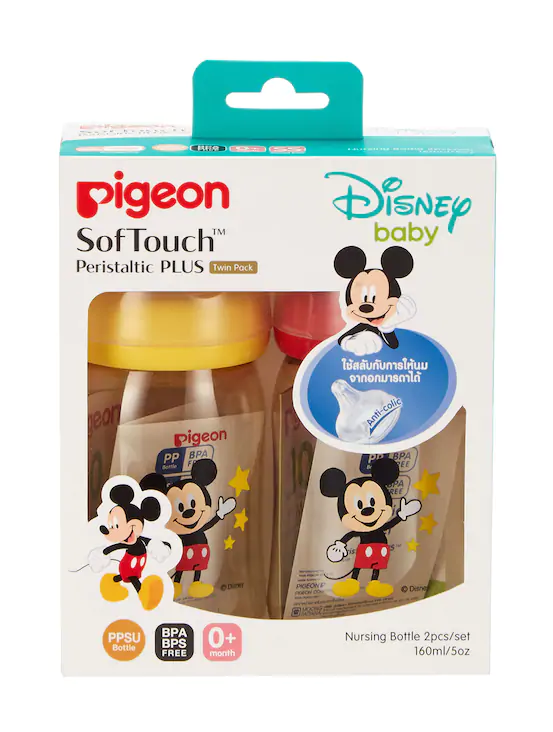 pigeon
SofTouch™
Peristaltic PLUS Twin Pack
Disney
baby
ใช้สลับกับการให้นม
จากอกมารดาได้
Anti-colic
pigeon
PP
Bottle
BPA
FREE
© Disney
PP
Bottle
BPA
FREE
© Disney
PPSU
Bottle
BPA
BPS
FREE
0+
month
Nursing Bottle 2pcs/set
160ml/5oz